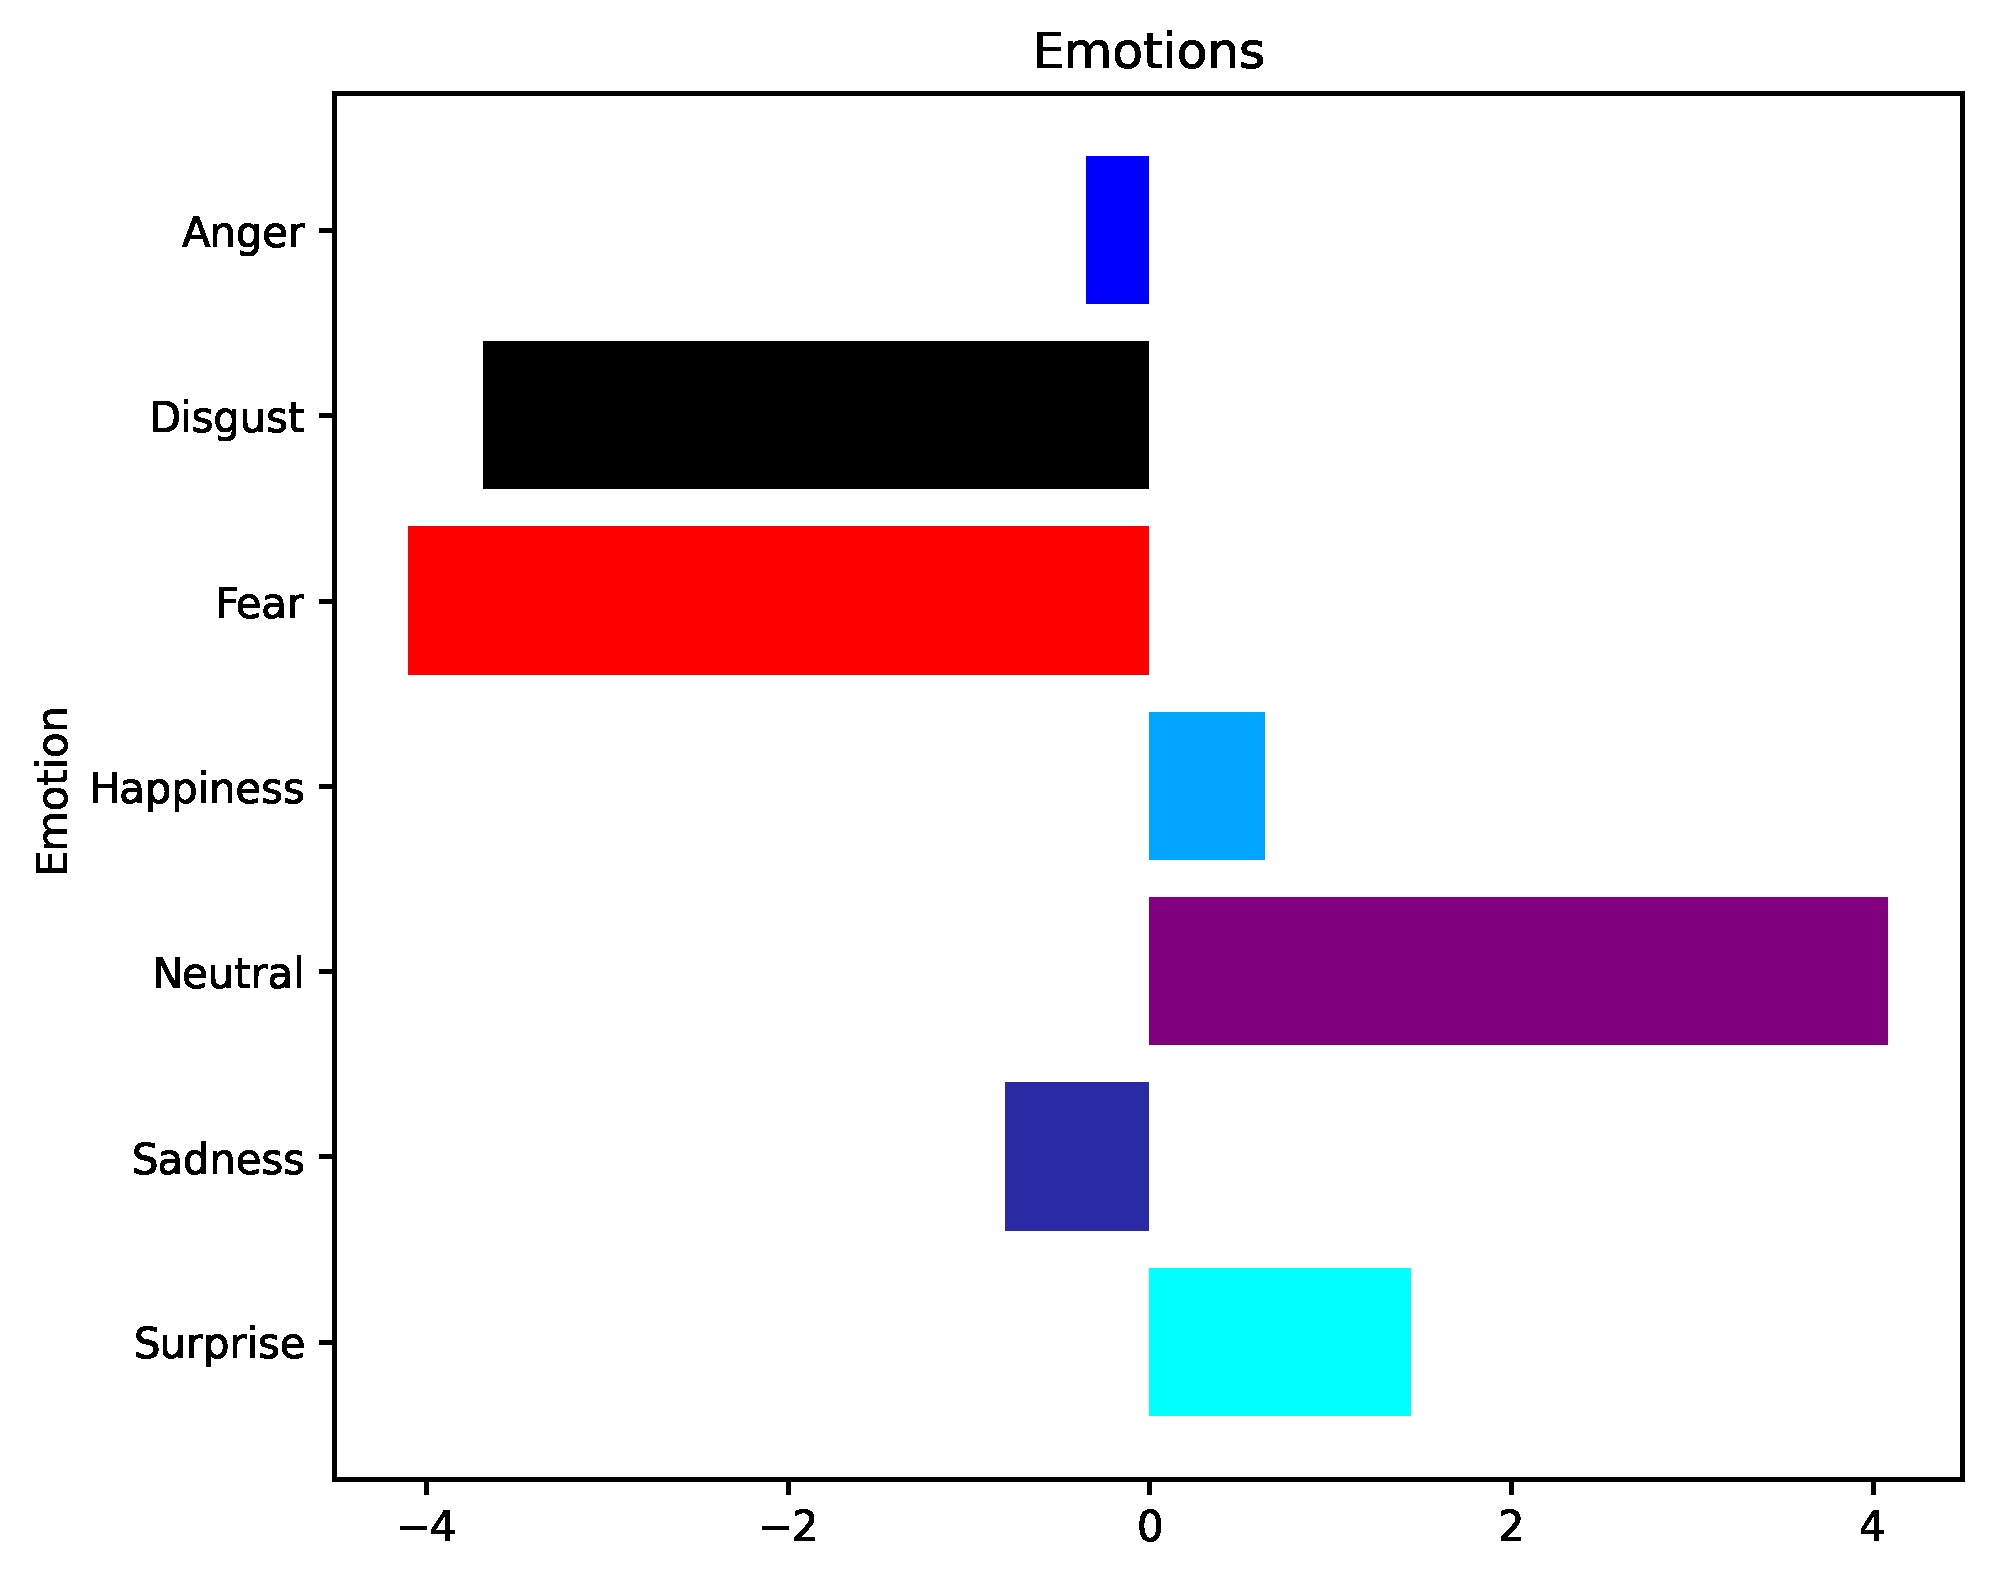 Emotions
Anger
Disgust
Fear
Happiness
Neutral
Sadness
Surprise
Emotion
−4 −2 0 2 4